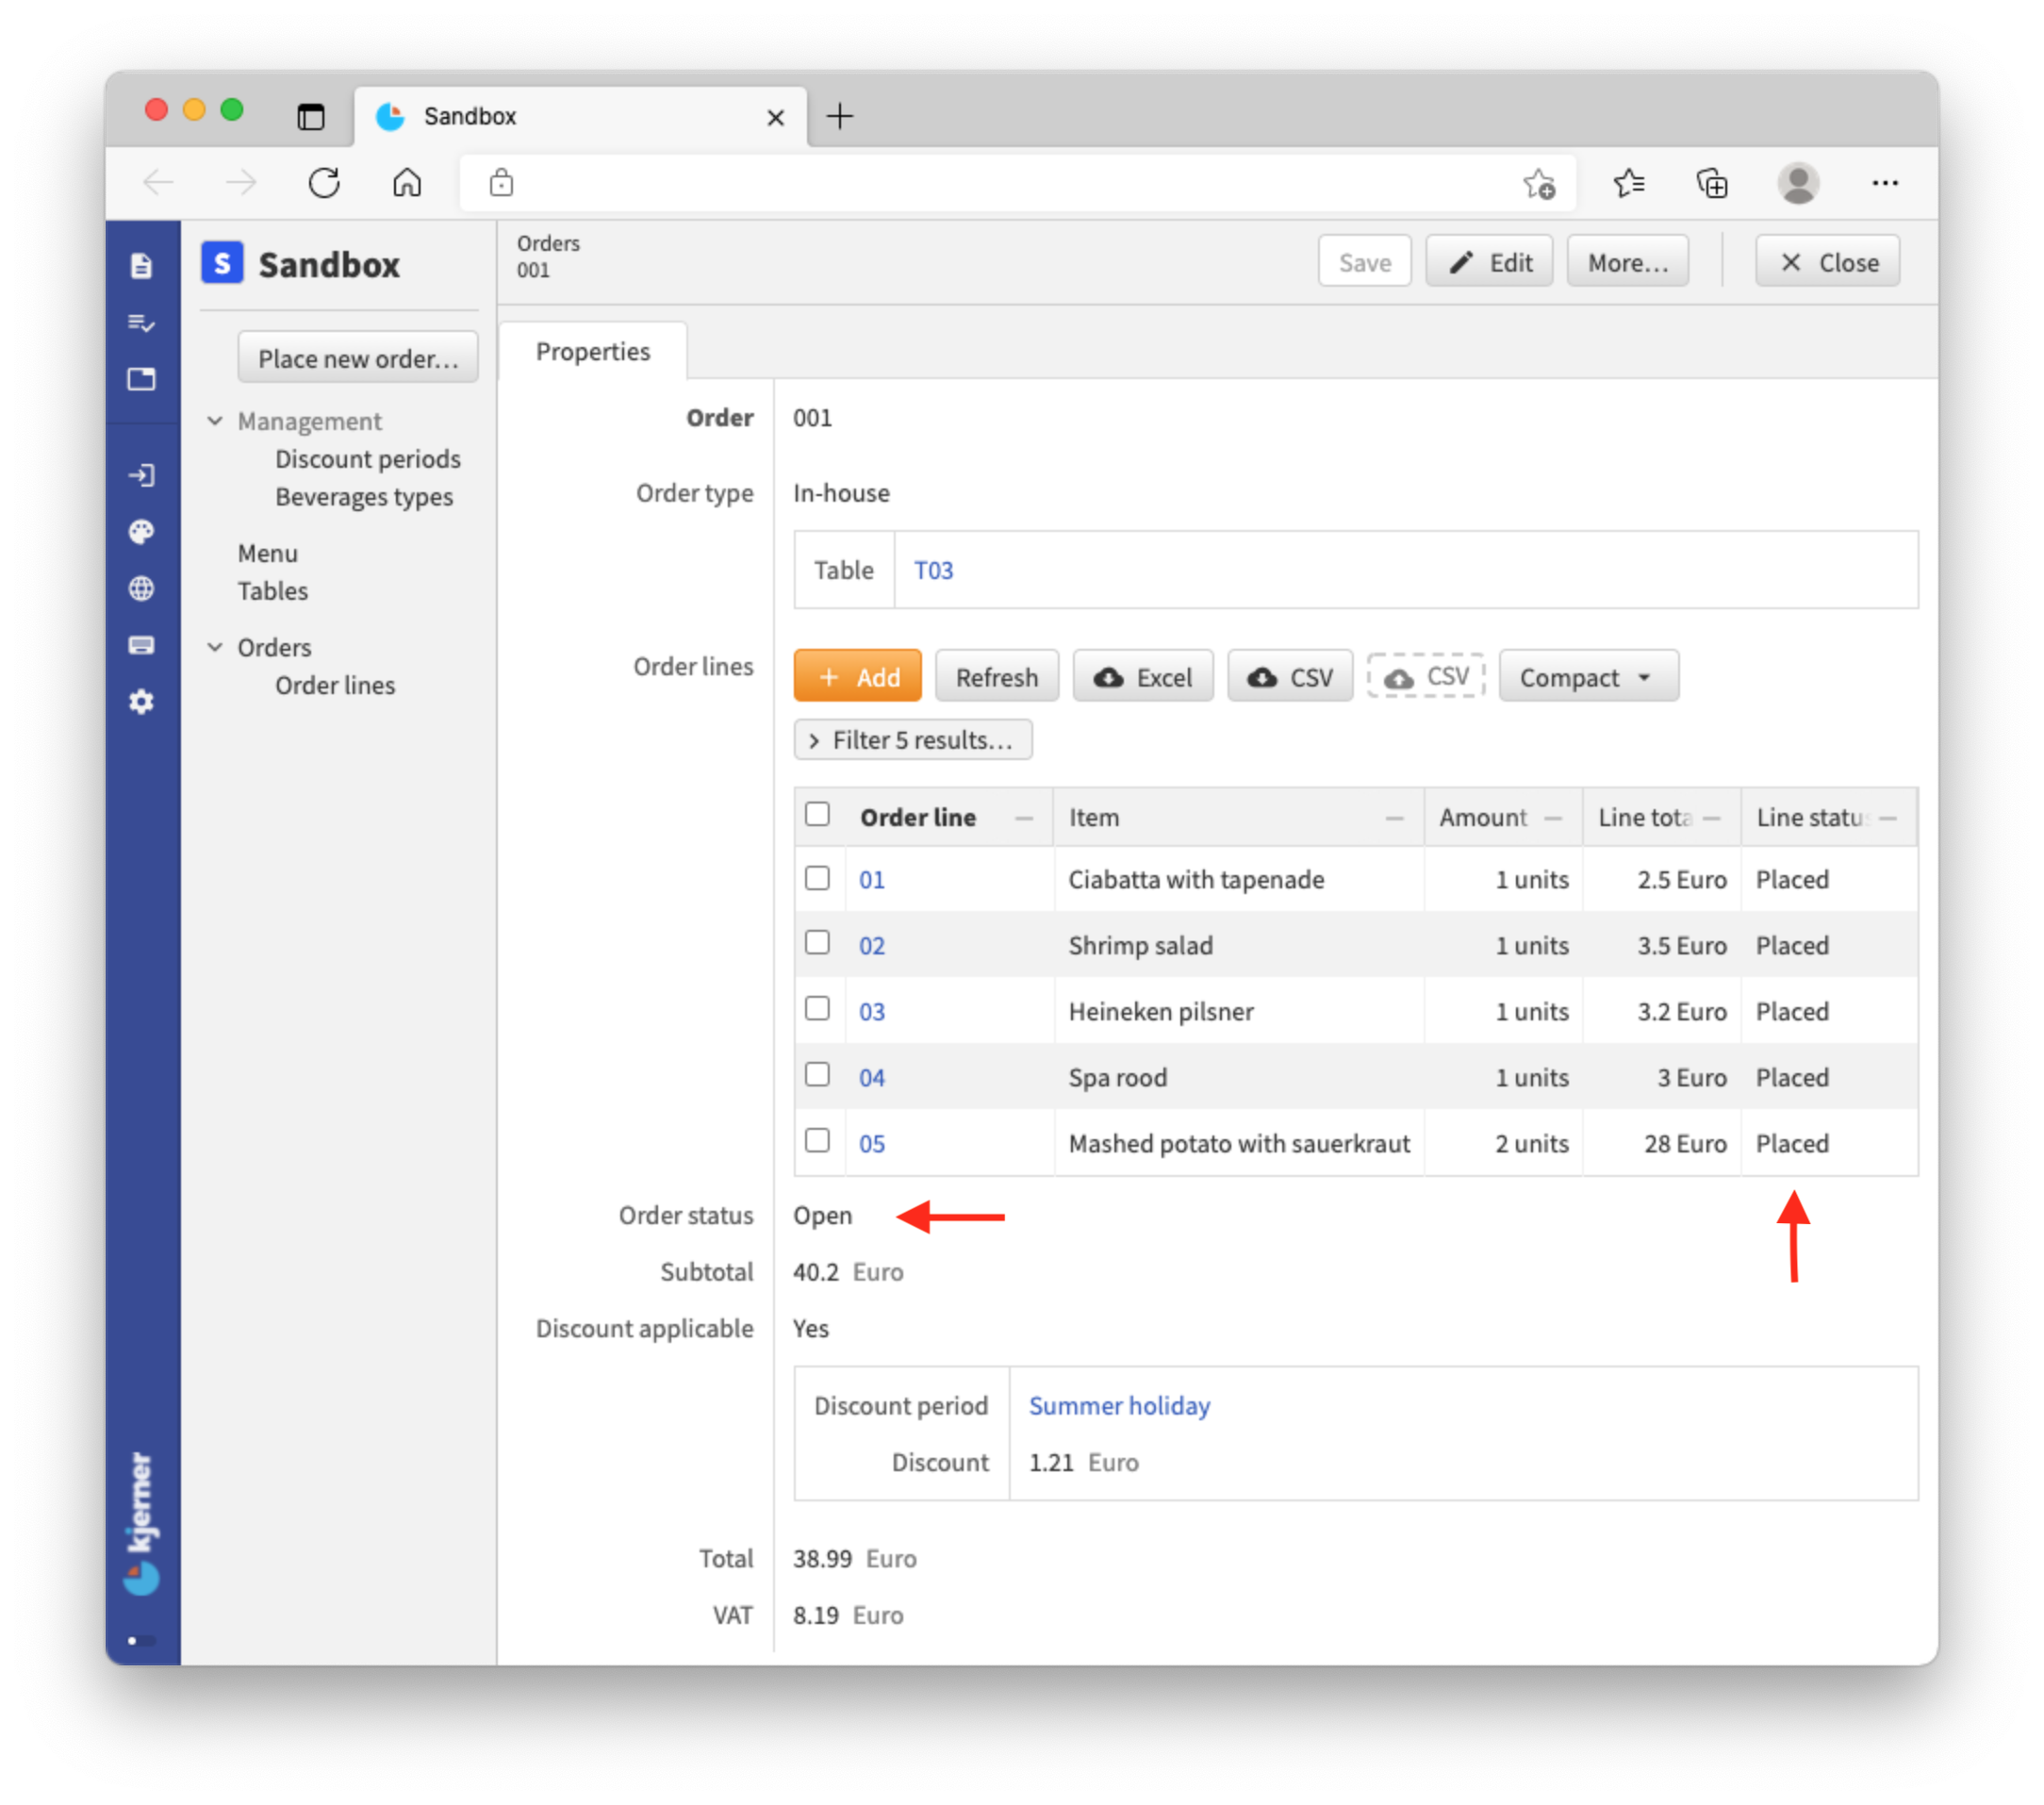 Sandbox
S Sandbox
Place new order...
Management
Discount periods
Beverages types
Menu
Tables
Orders
Order lines
kjerner
Orders
001
Save Edit More... Close
Properties
Order 001
Order type In-house
Table T03
Order lines + Add Refresh Excel CSV CSV Compact
Filter 5 results...
Order line Item Amount Line tota Line statu
01 Ciabatta with tapenade 1 units 2.5 Euro Placed
02 Shrimp salad 1 units 3.5 Euro Placed
03 Heineken pilsner 1 units 3.2 Euro Placed
04 Spa rood 1 units 3 Euro Placed
05 Mashed potato with sauerkraut 2 units 28 Euro Placed
Order status Open
Subtotal 40.2 Euro
Discount applicable Yes
Discount period Summer holiday
Discount 1.21 Euro
Total 38.99 Euro
VAT 8.19 Euro